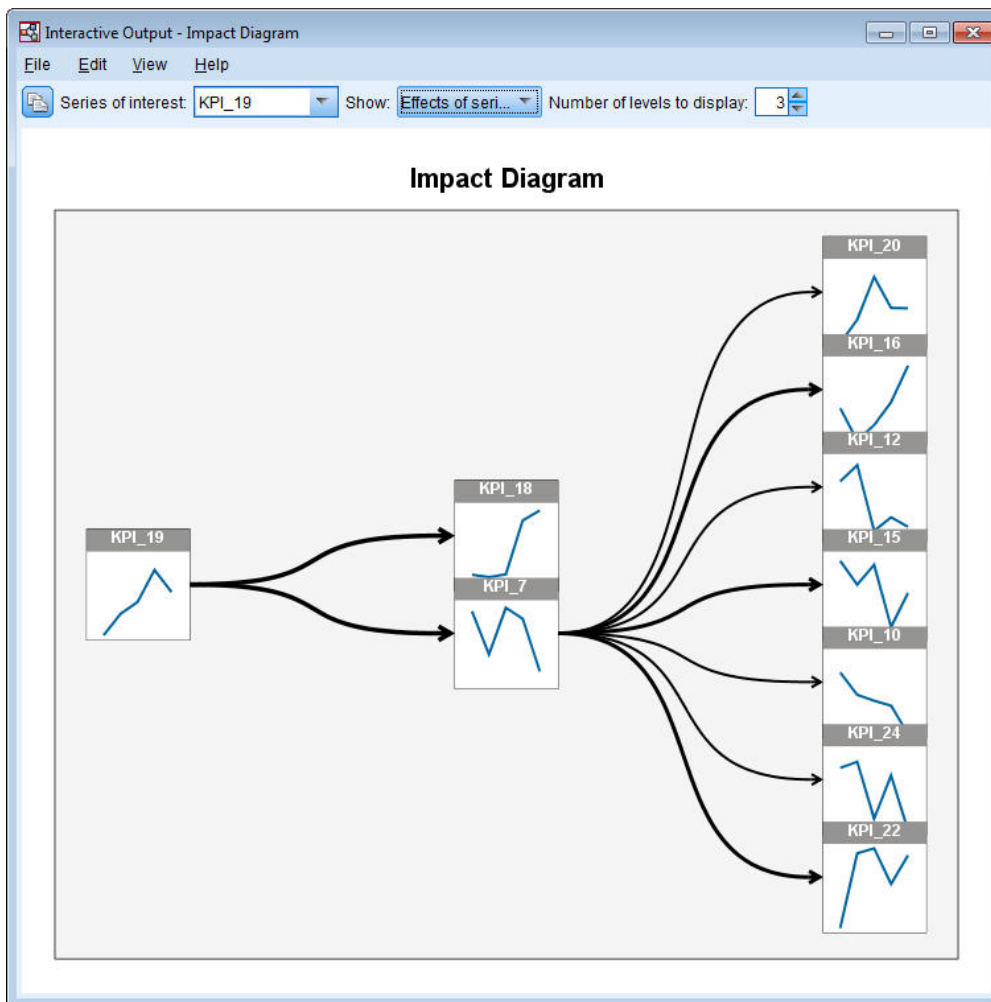 Interactive Output - Impact Diagram
File Edit View Help
Series of interest: KPI_19 Show: Effects of seri... Number of levels to display: 3
Impact Diagram
KPI_20
KPI_16
KPI_12
KPI_18
KPI_19
KPI_15
KPI_7
KPI_10
KPI_24
KPI_22